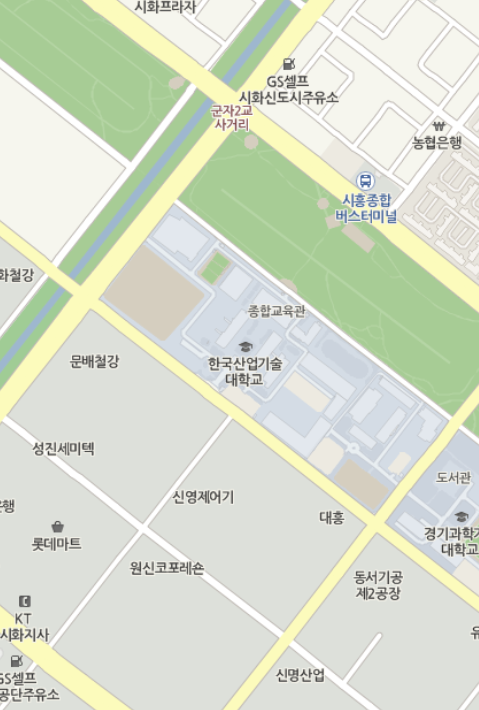 시화프라자
GS셀프
시화신도시주유소
군자2교
사거리
₩
농협은행
시흥종합
버스터미널
화철강
종합교육관
한국산업기술
대학교
문배철강
성진세미텍
도서관
신영제어기
은행
대흥
경기과학기
대학교
롯데마트
원신코포레숀
동서기공
제2공장
KT
시화지사
유
GS셀프
공단주유소
신명산업